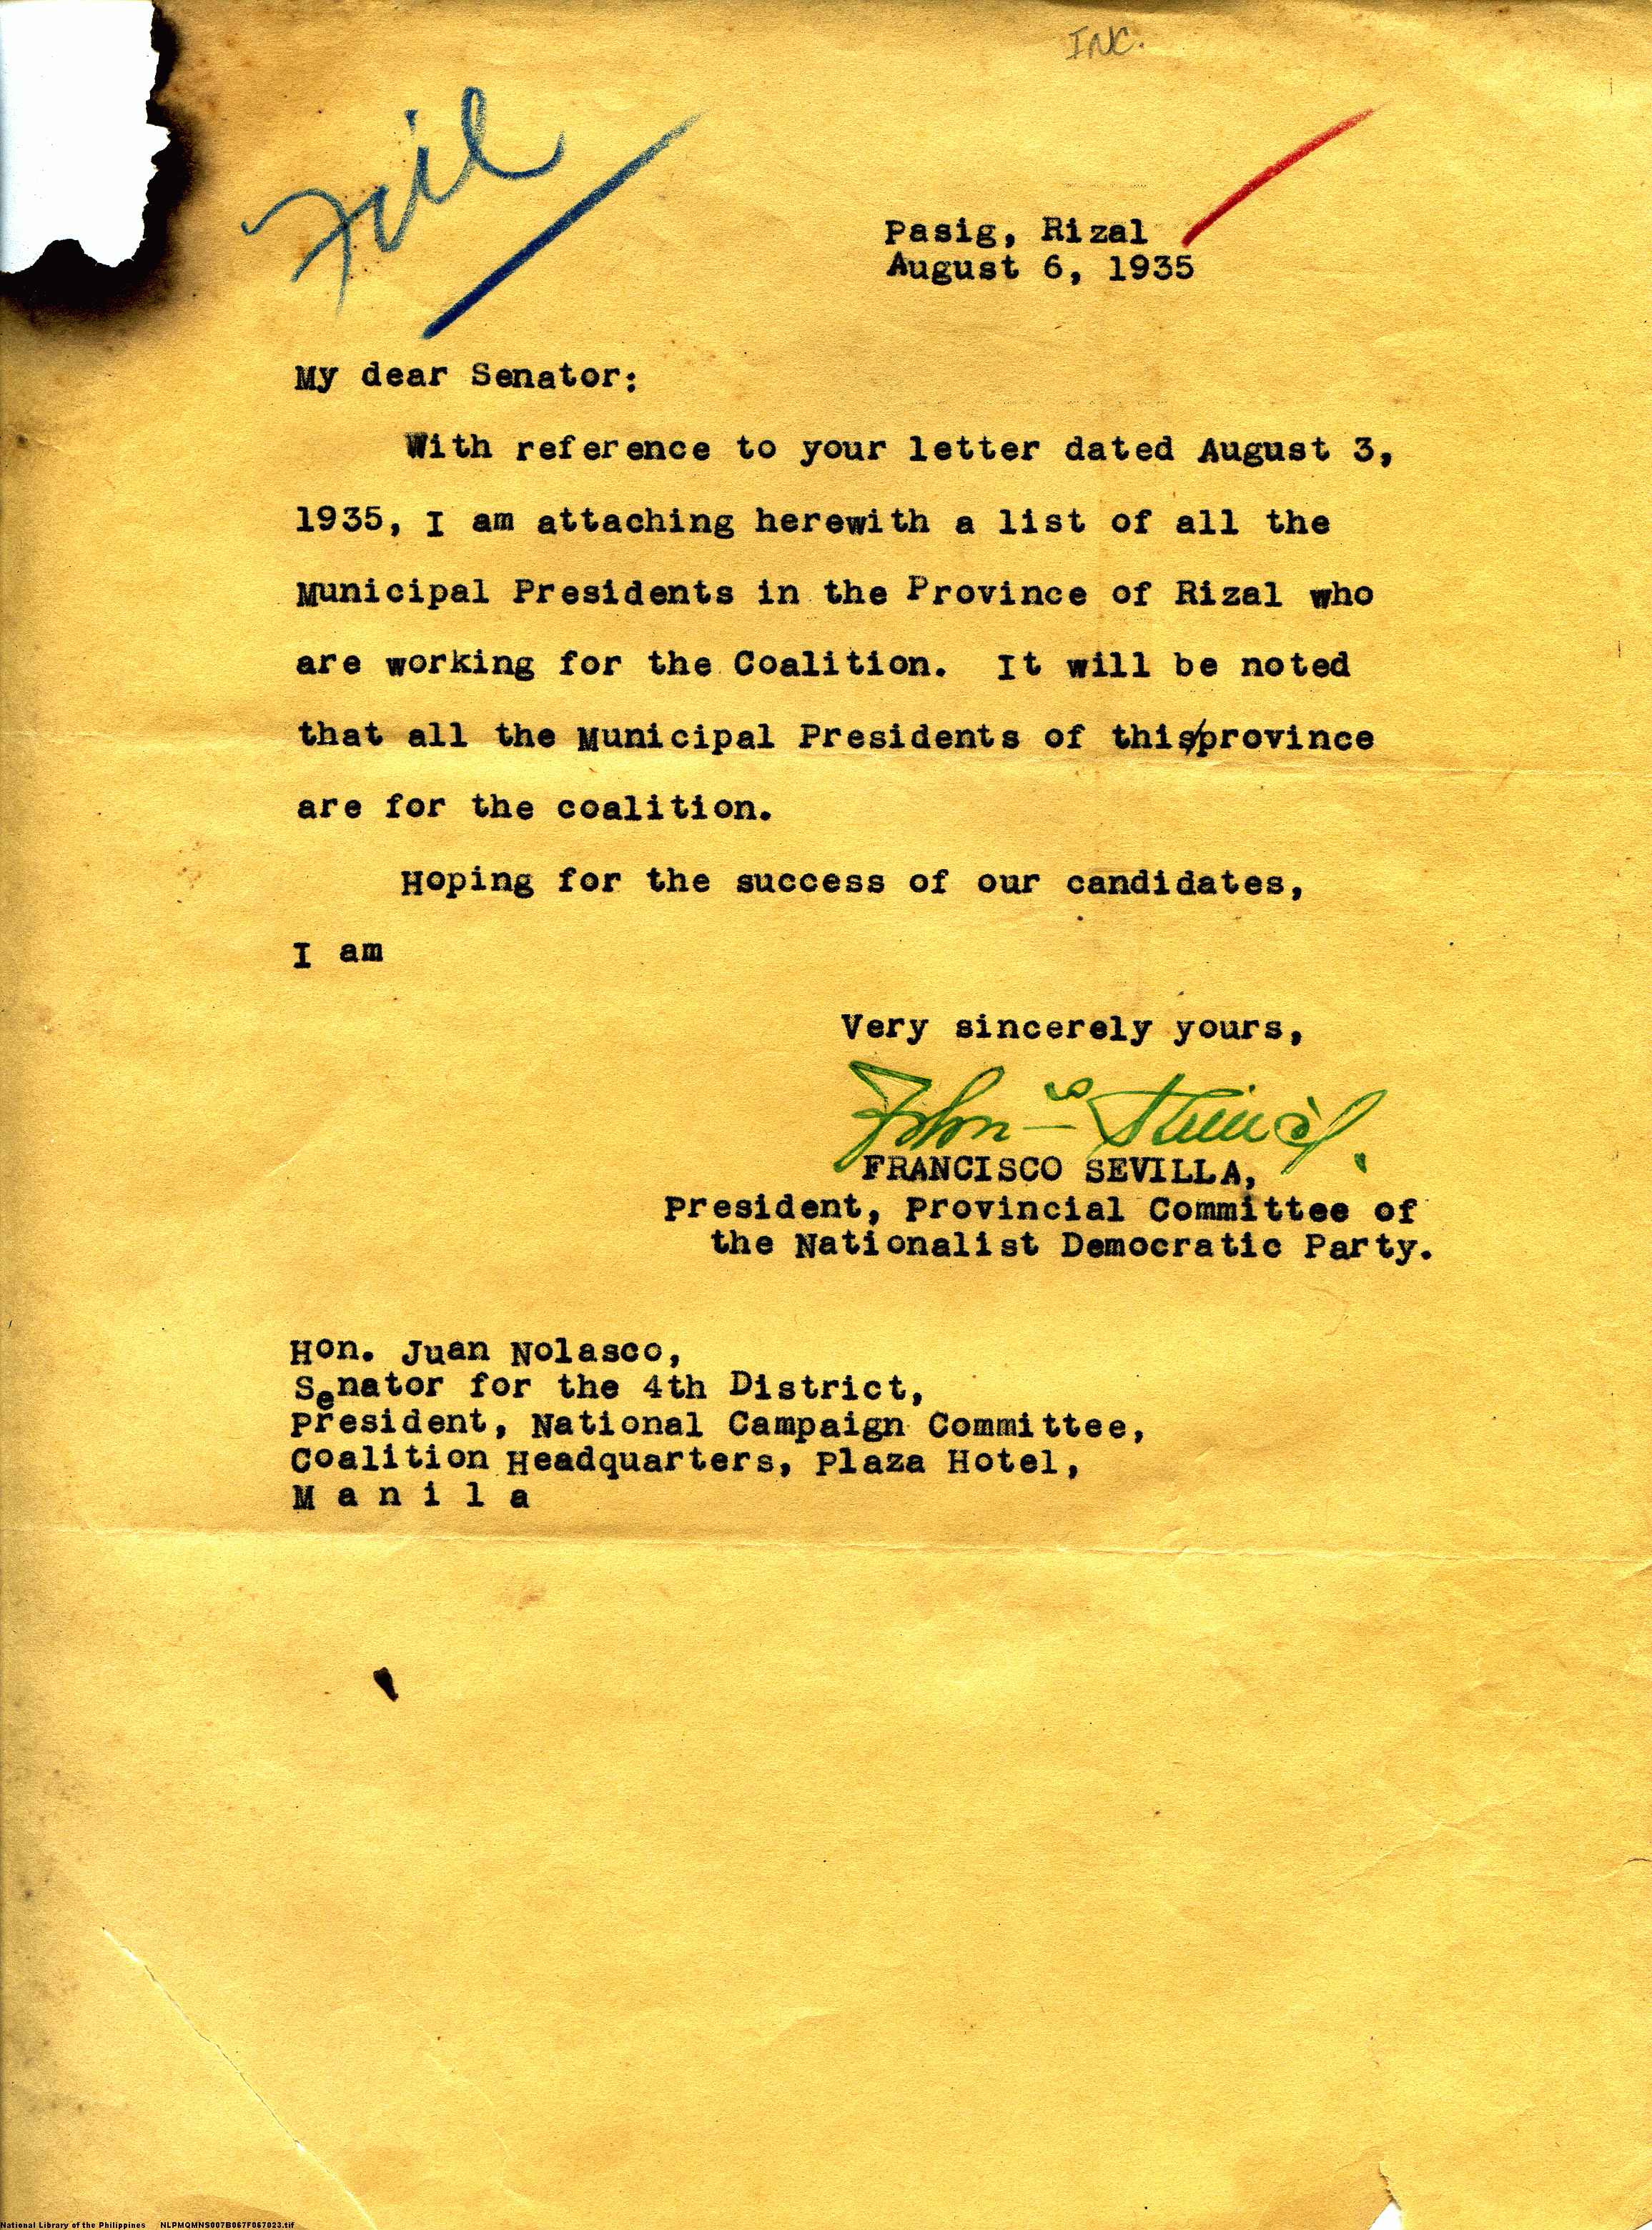 INC.
Pasig, Rizal
August 6, 1935
My dear Senator:
With reference to your letter dated August 3,
1935, I am attaching herewith a list of all the
Municipal Presidents in the Province of Rizal who
are working for the Coalition. It will be noted
that all the Municipal Presidents of this/province
are for the coalition.
Hoping for the success of our candidates,
I am
Very sincerely yours,
FRANCISCO SEVILLA,
President, Provincial Committee of
the Nationalist Democratic Party.
Hon. Juan Nolasco,
Senator for the 4th District,
President, National Campaign Committee,
Coalition Headquarters, Plaza Hotel,
M a n i l a
National Library of the Philippines NLPMQMNS007B067F067023.tif